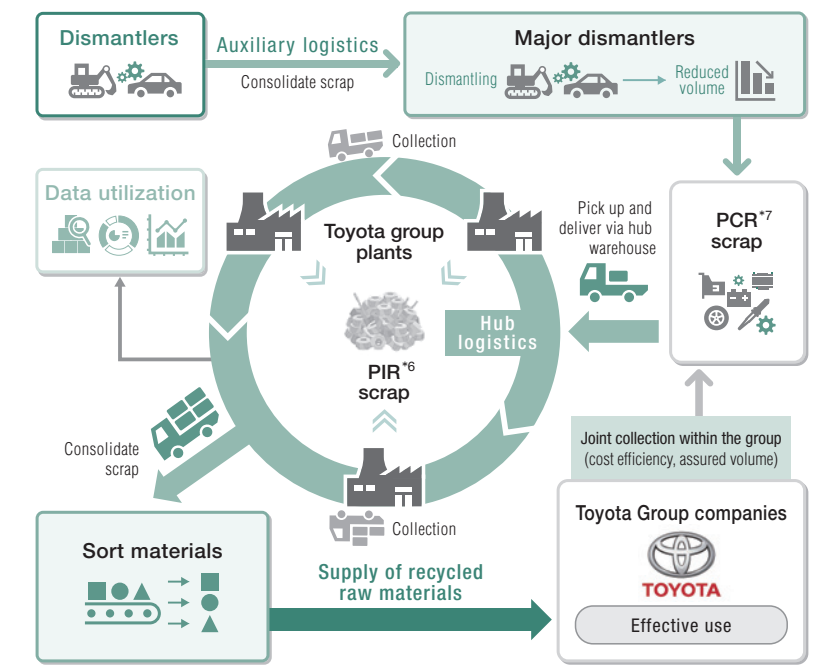 Dismantlers
Auxiliary logistics
Consolidate scrap
Major dismantlers
Dismantling
Reduced
volume
Collection
Data utilization
Toyota group
plants
Pick up and
deliver via hub
warehouse
PCR*7
scrap
Hub
logistics
PIR*6
scrap
Consolidate
scrap
Joint collection within the group
(cost efficiency, assured volume)
Collection
Sort materials
Supply of recycled
raw materials
Toyota Group companies
TOYOTA
Effective use